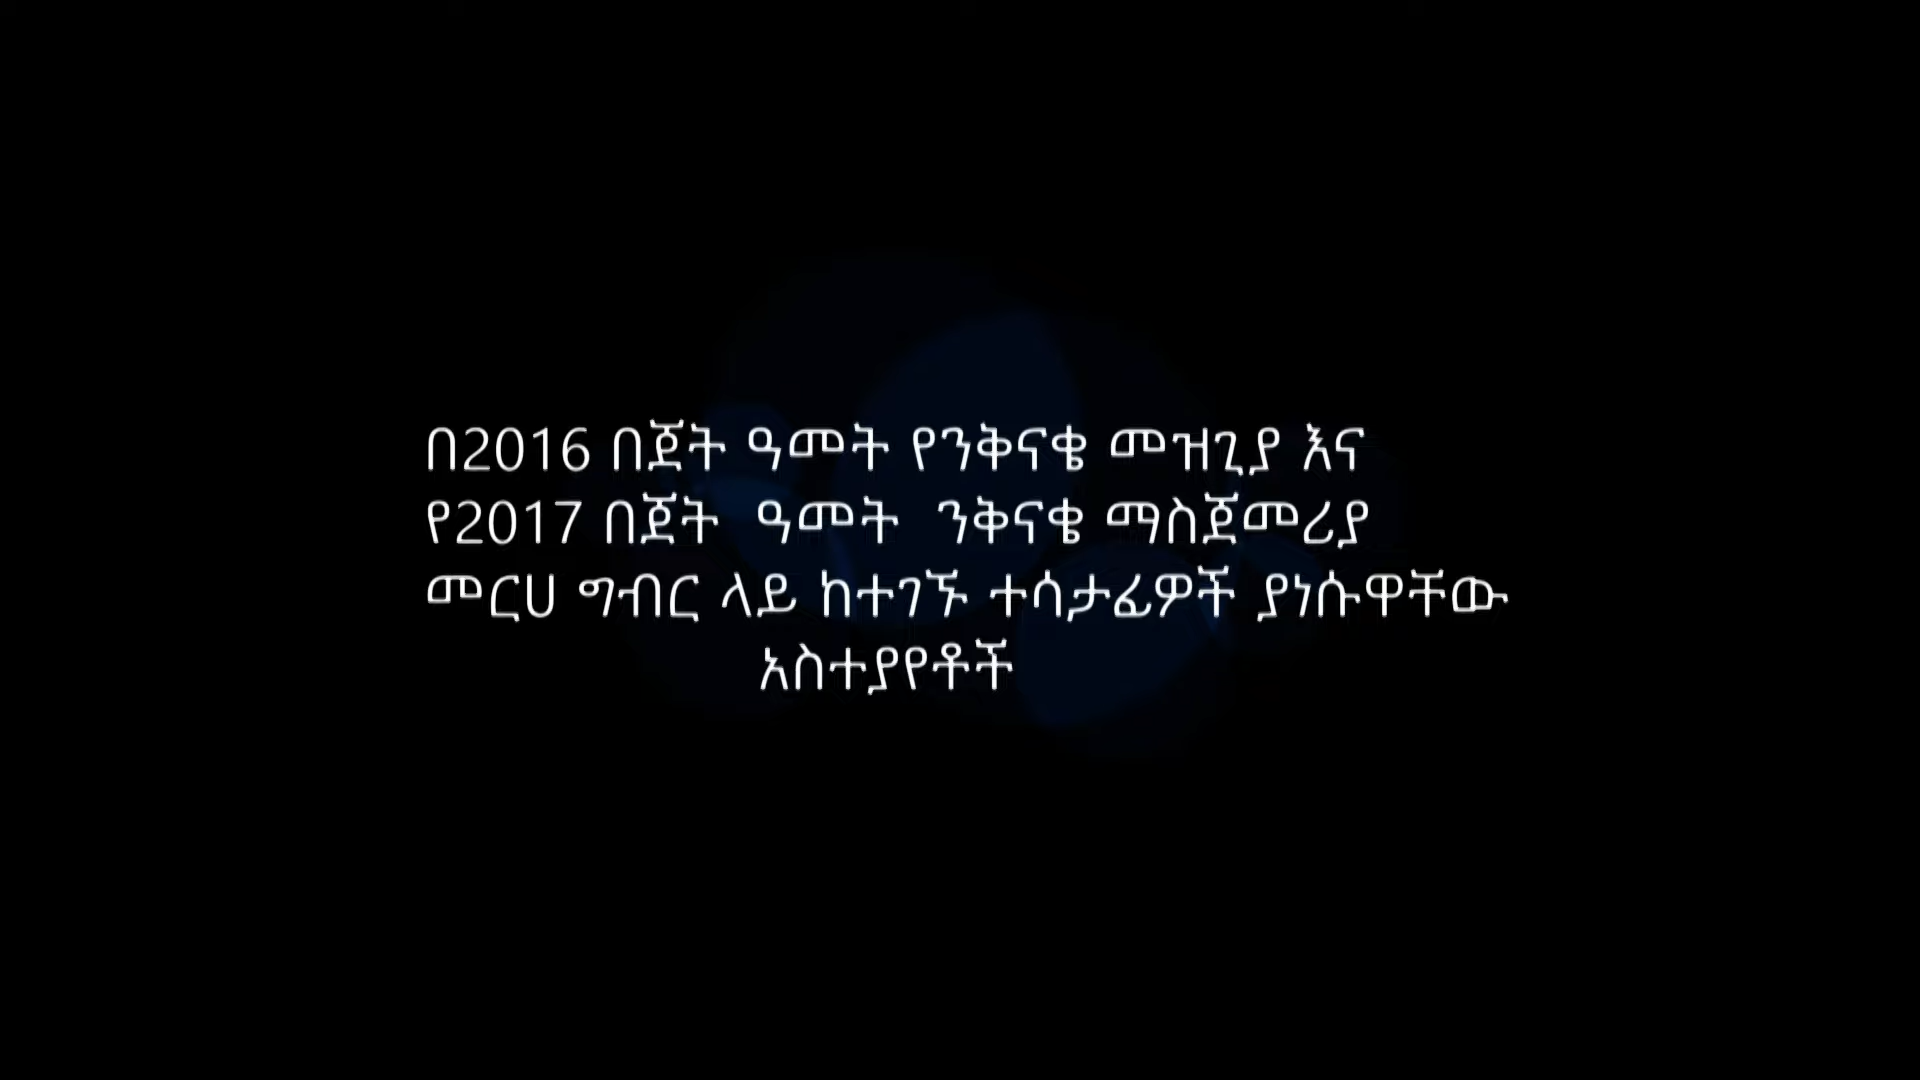 በ2016 በጀት ዓመት የንቅናቄ መዝጊያ እና
የ2017 በጀት ዓመት ንቅናቄ ማስጀመሪያ
መርሀ ግብር ላይ ከተገኙ ተሳታፊዎች ያነሱዋቸው
አስተያየቶች